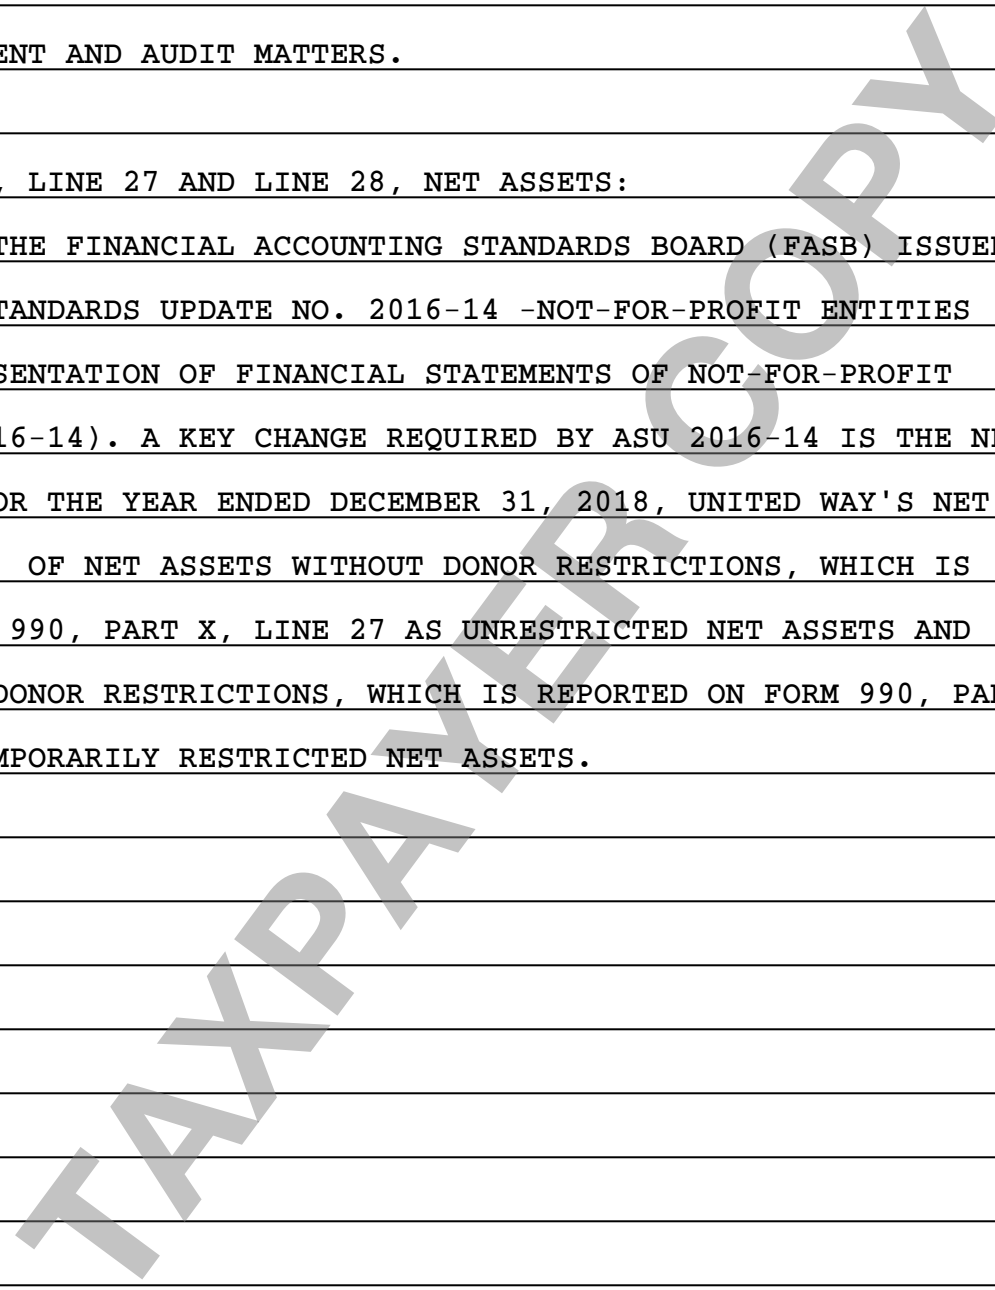 ENT AND AUDIT MATTERS.
, LINE 27 AND LINE 28, NET ASSETS:
THE FINANCIAL ACCOUNTING STANDARDS BOARD (FASB) ISSUED
TANDARDS UPDATE NO. 2016-14 -NOT-FOR-PROFIT ENTITIES
SENTATION OF FINANCIAL STATEMENTS OF NOT-FOR-PROFIT
16-14). A KEY CHANGE REQUIRED BY ASU 2016-14 IS THE NE
OR THE YEAR ENDED DECEMBER 31, 2018, UNITED WAY'S NET
OF NET ASSETS WITHOUT DONOR RESTRICTIONS, WHICH IS
990, PART X, LINE 27 AS UNRESTRICTED NET ASSETS AND
DONOR RESTRICTIONS, WHICH IS REPORTED ON FORM 990, PAR
MPORARILY RESTRICTED NET ASSETS.
TAXPAYER COPY